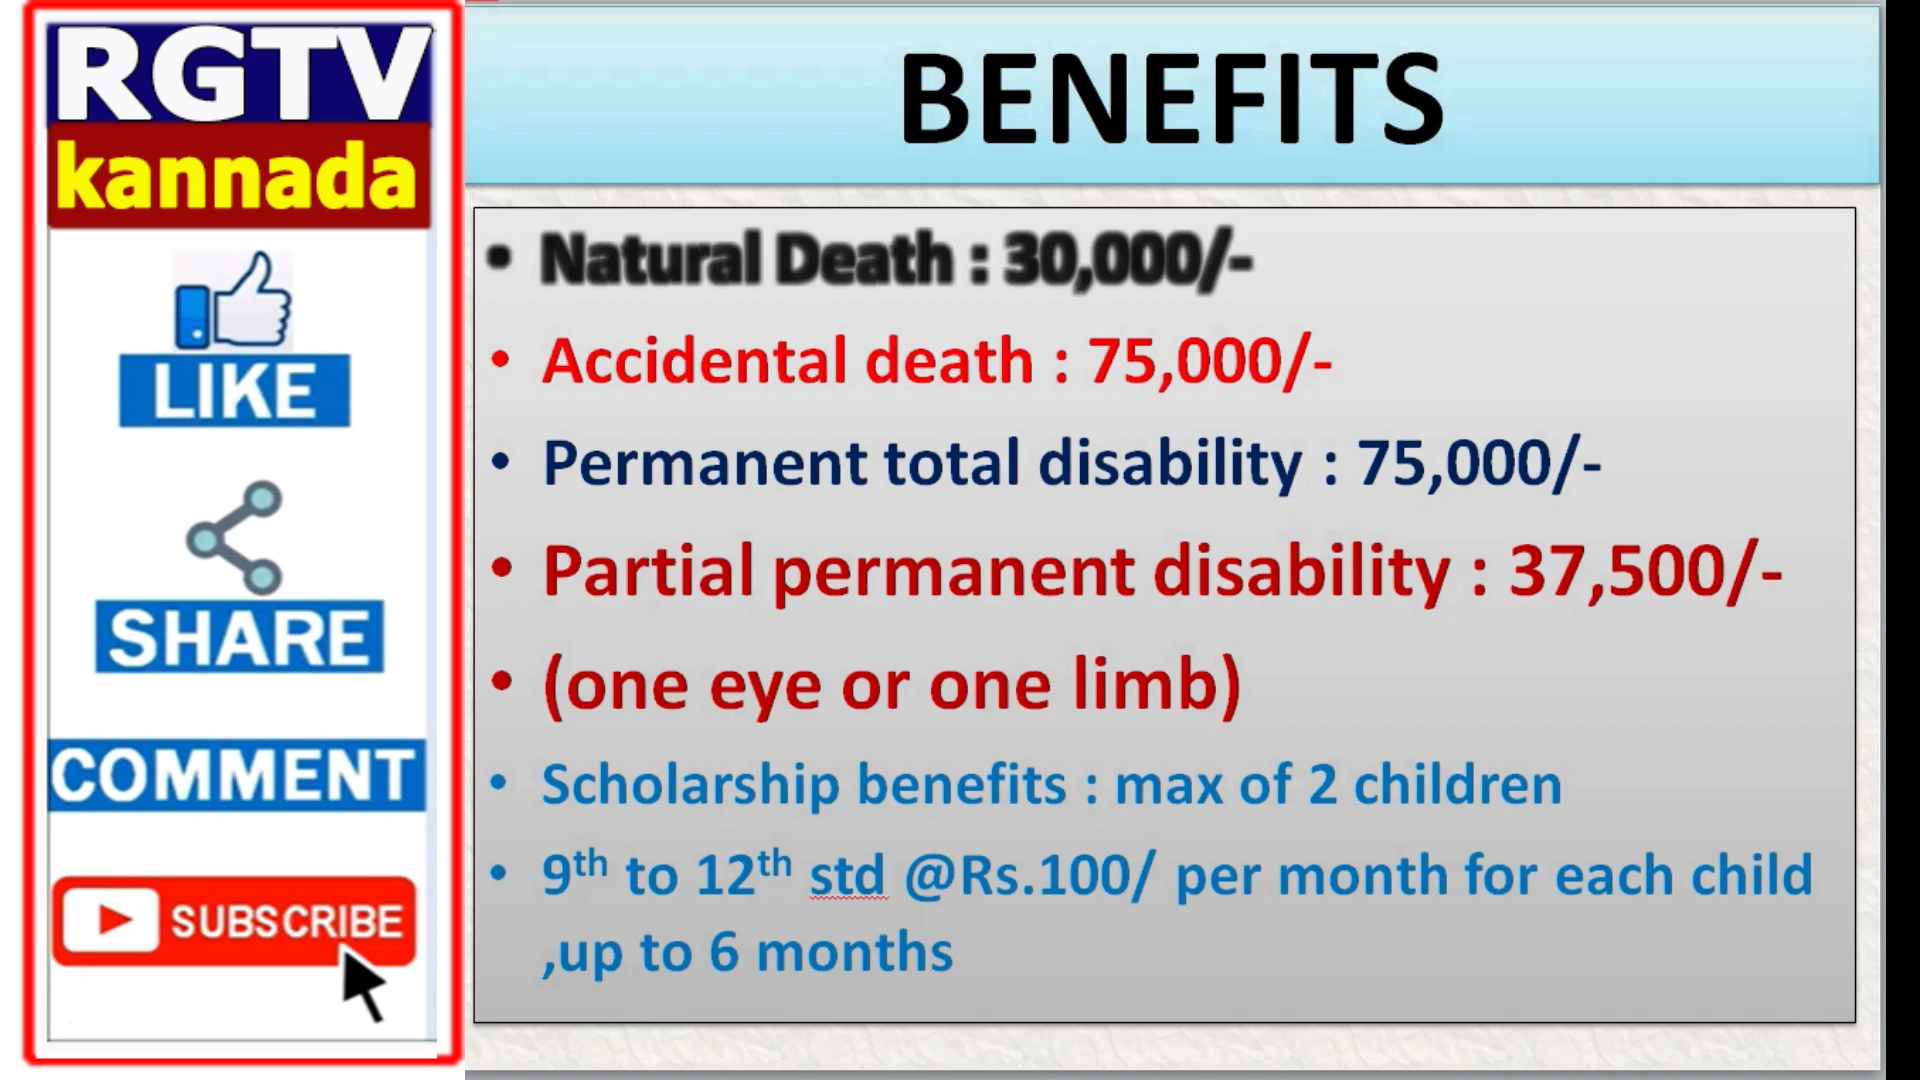 RGTV
kannada
LIKE
SHARE
COMMENT
SUBSCRIBE
BENEFITS
• Natural Death : 30,000/-
• Accidental death : 75,000/-
• Permanent total disability : 75,000/-
• Partial permanent disability : 37,500/-
• (one eye or one limb)
• Scholarship benefits : max of 2 children
• 9th to 12th std @Rs.100/ per month for each child
,up to 6 months